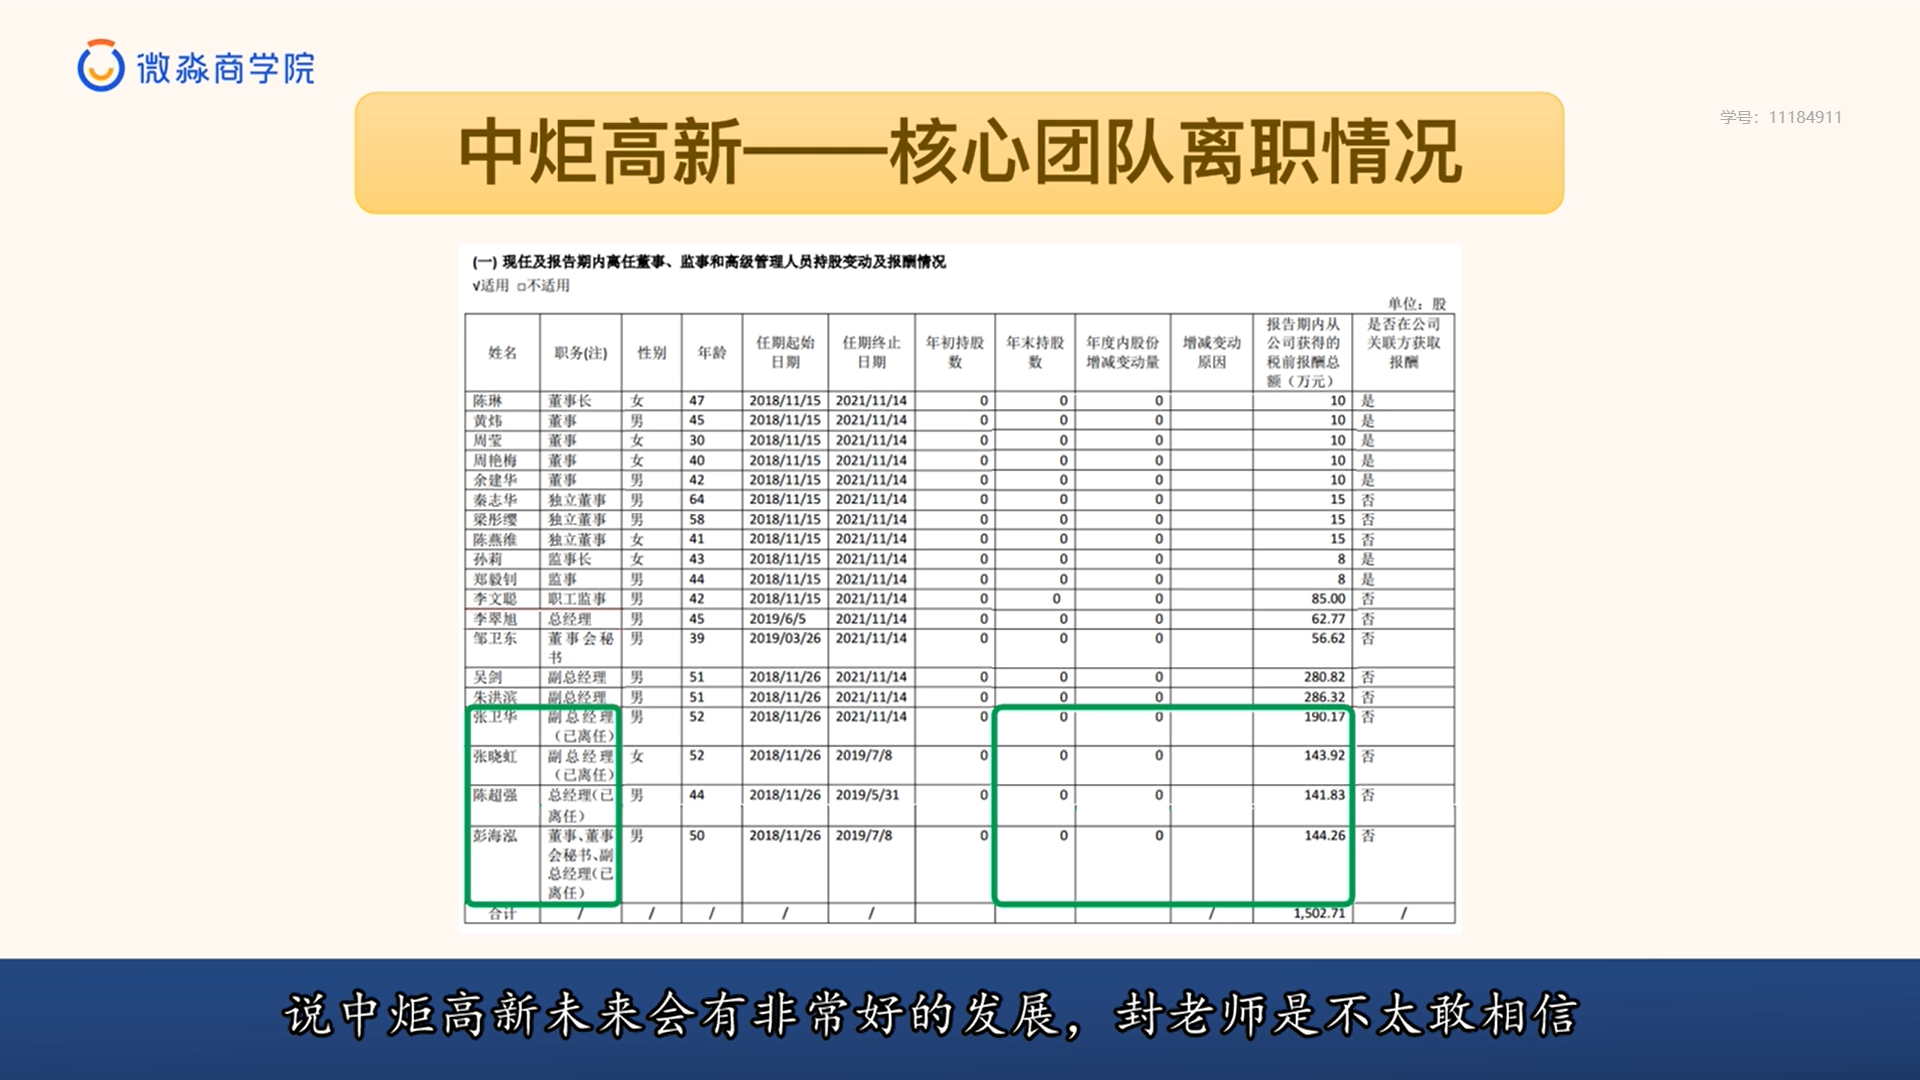 微淼商学院
学号：11184911
中炬高新——核心团队离职情况
(一) 现任及报告期内离任董事、监事和高级管理人员持股变动及报酬情况
√适用 □不适用
单位：股
姓名 职务(注) 性别 年龄 任期起始日期 任期终止日期 年初持股数 年末持股数 年度内股份增减变动量 增减变动原因 报告期内从公司获得的税前报酬总额（万元） 是否在公司关联方获取报酬
陈琳 董事长 女 47 2018/11/15 2021/11/14 0 0 0 10 是
黄炜 董事 男 45 2018/11/15 2021/11/14 0 0 0 10 是
周莹 董事 女 30 2018/11/15 2021/11/14 0 0 0 10 是
周艳梅 董事 女 40 2018/11/15 2021/11/14 0 0 0 10 是
余建华 董事 男 42 2018/11/15 2021/11/14 0 0 0 10 是
秦志华 独立董事 男 64 2018/11/15 2021/11/14 0 0 0 15 否
梁彤缨 独立董事 男 58 2018/11/15 2021/11/14 0 0 0 15 否
陈燕维 独立董事 女 41 2018/11/15 2021/11/14 0 0 0 15 否
孙莉 监事长 女 43 2018/11/15 2021/11/14 0 0 0 8 是
郑毅钊 监事 男 44 2018/11/15 2021/11/14 0 0 0 8 是
李文聪 职工监事 男 42 2018/11/15 2021/11/14 0 0 0 85.00 否
李翠旭 总经理 男 45 2019/6/5 2021/11/14 0 0 0 62.77 否
邹卫东 董事会秘书 男 39 2019/03/26 2021/11/14 0 0 0 56.62 否
吴剑 副总经理 男 51 2018/11/26 2021/11/14 0 0 0 280.82 否
朱洪滨 副总经理 男 51 2018/11/26 2021/11/14 0 0 0 286.32 否
张卫华 副总经理（已离任） 男 52 2018/11/26 2021/11/14 0 0 0 190.17 否
张晓虹 副总经理（已离任） 女 52 2018/11/26 2019/7/8 0 0 0 143.92 否
陈超强 总经理（已离任） 男 44 2018/11/26 2019/5/31 0 0 0 141.83 否
彭海泓 董事、董事会秘书、副总经理（已离任） 男 50 2018/11/26 2019/7/8 0 0 0 144.26 否
合计 / / / / / / 1,502.71 /
说中炬高新未来会有非常好的发展，封老师是不太敢相信